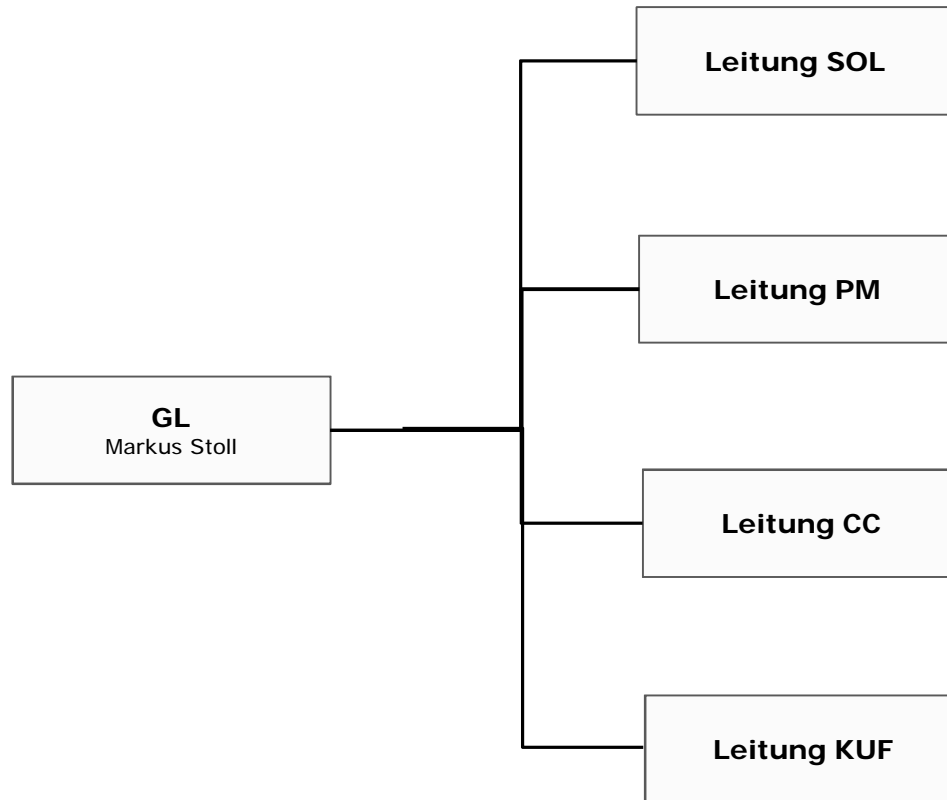 Leitung SOL
Leitung PM
GL
Markus Stoll
Leitung CC
Leitung KUF